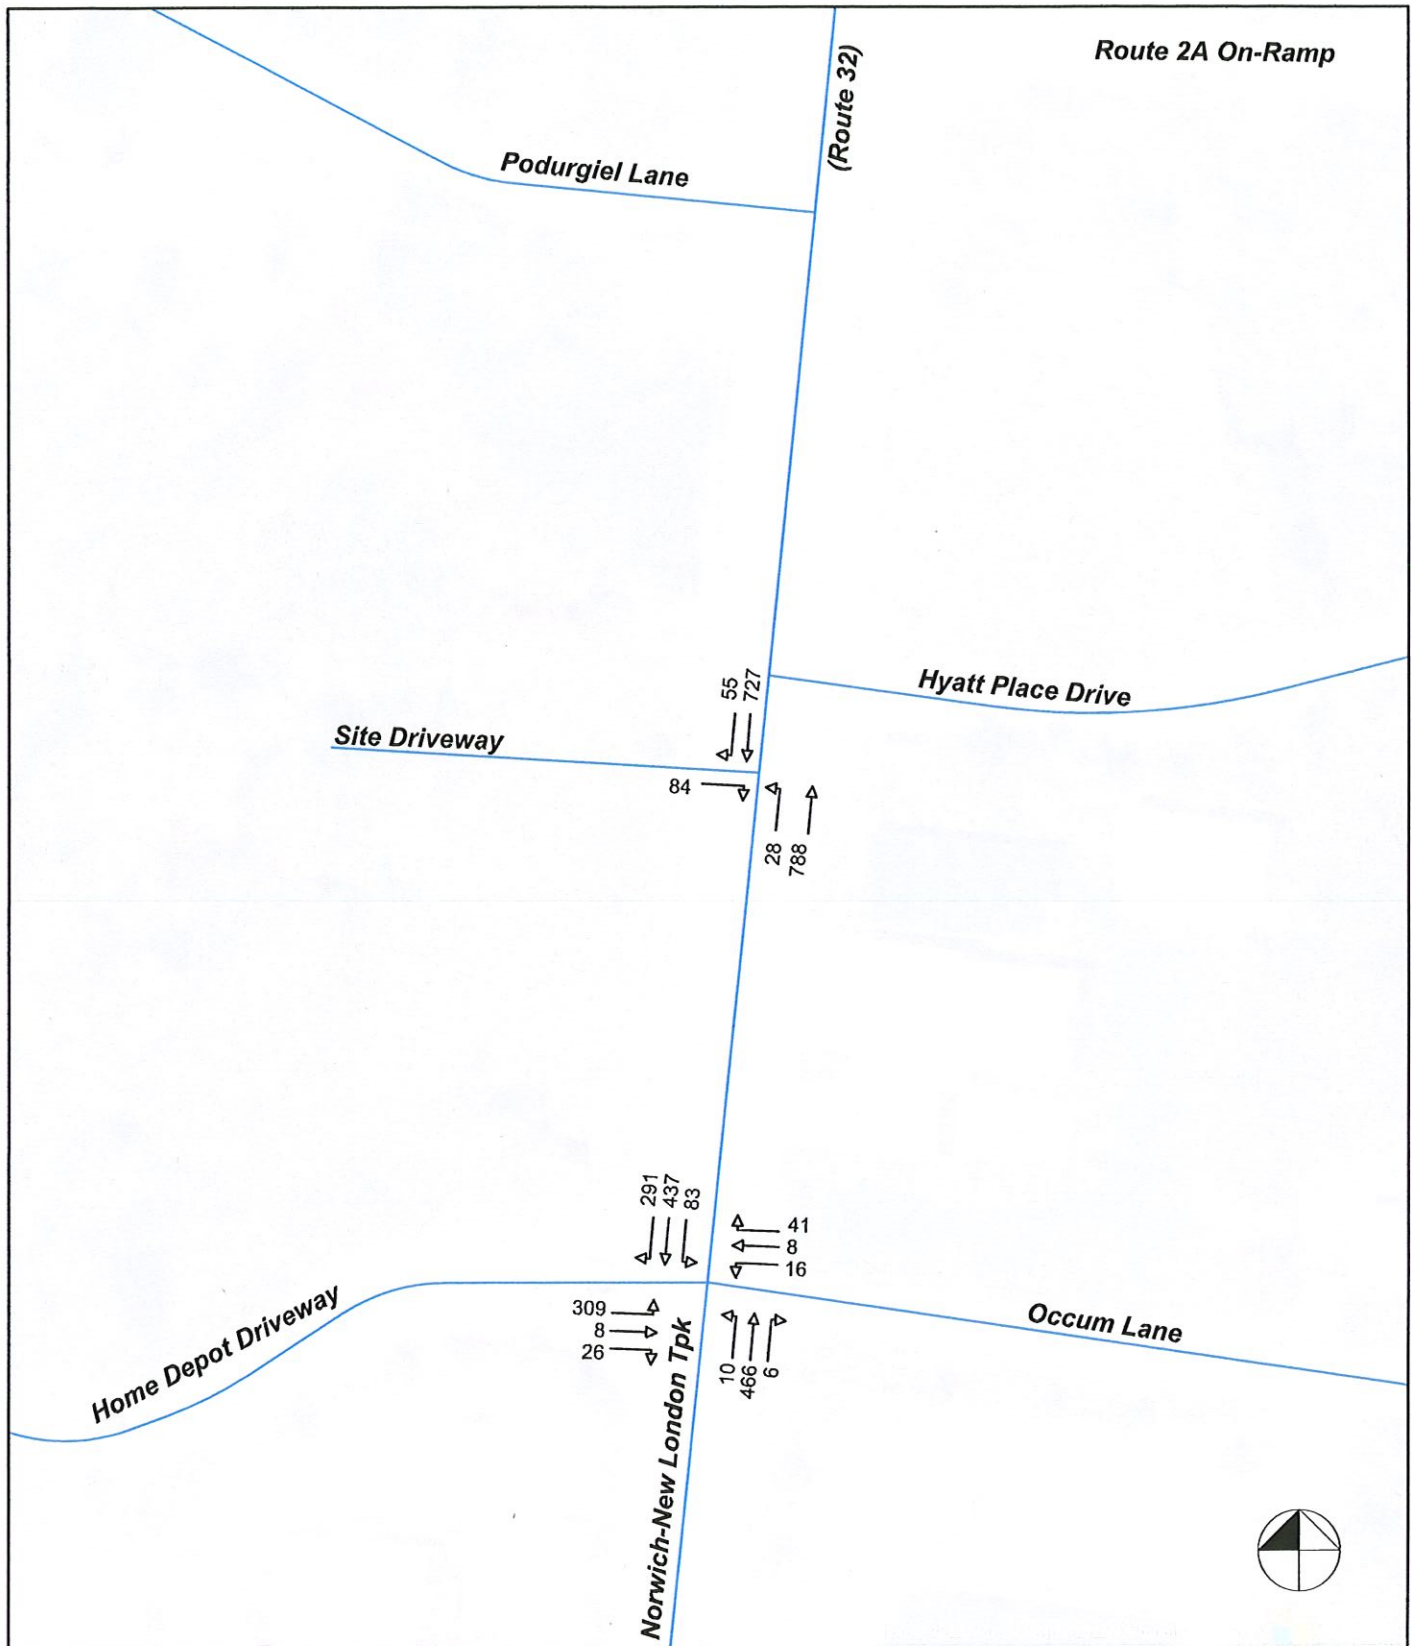 Route 2A On-Ramp
(Route 32)
Podurgiel Lane
Hyatt Place Drive
55
727
Site Driveway
84
28
788
291
437
83
41
8
16
309
8
26
10
466
6
Home Depot Driveway
Norwich-New London Tpk
Occum Lane